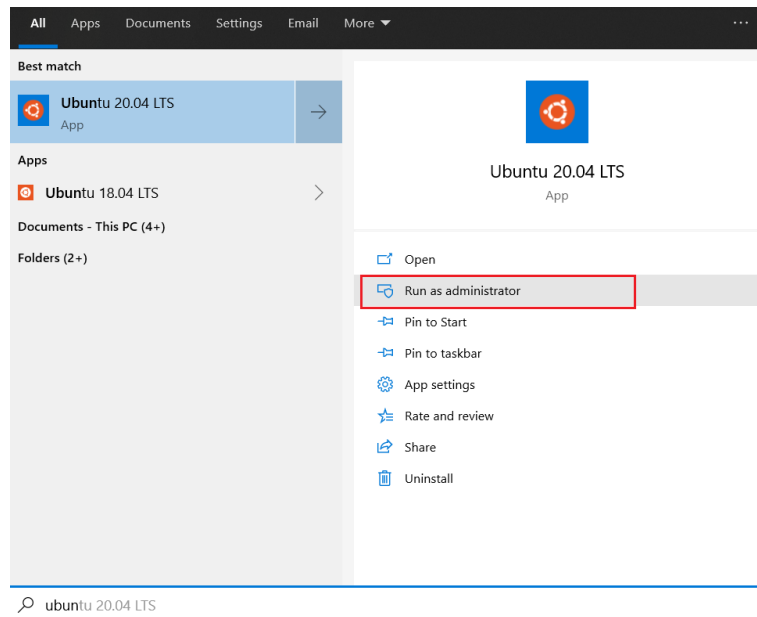 All Apps Documents Settings Email More ...
Best match
Ubuntu 20.04 LTS
App
Apps
Ubuntu 18.04 LTS
Documents - This PC (4+)
Folders (2+)
Ubuntu 20.04 LTS
App
Open
Run as administrator
Pin to Start
Pin to taskbar
App settings
Rate and review
Share
Uninstall
ubuntu 20.04 LTS